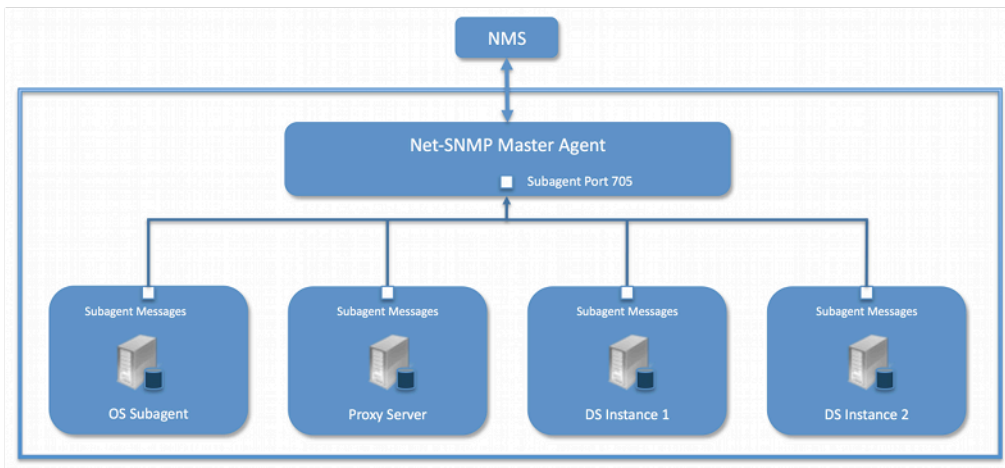 NMS
Net-SNMP Master Agent
Subagent Port 705
Subagent Messages
Subagent Messages
Subagent Messages
Subagent Messages
OS Subagent
Proxy Server
DS Instance 1
DS Instance 2